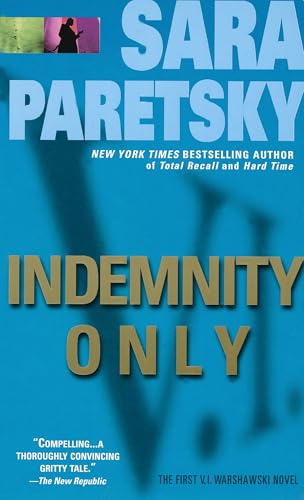 SARA
PARETSKY
NEW YORK TIMES BESTSELLING AUTHOR
of Total Recall and Hard Time
V.I.
INDEMNITY
ONLY
"COMPELLING...A
THOROUGHLY CONVINCING
GRITTY TALE."
—The New Republic
THE FIRST V.I. WARSHAWSKI NOVEL